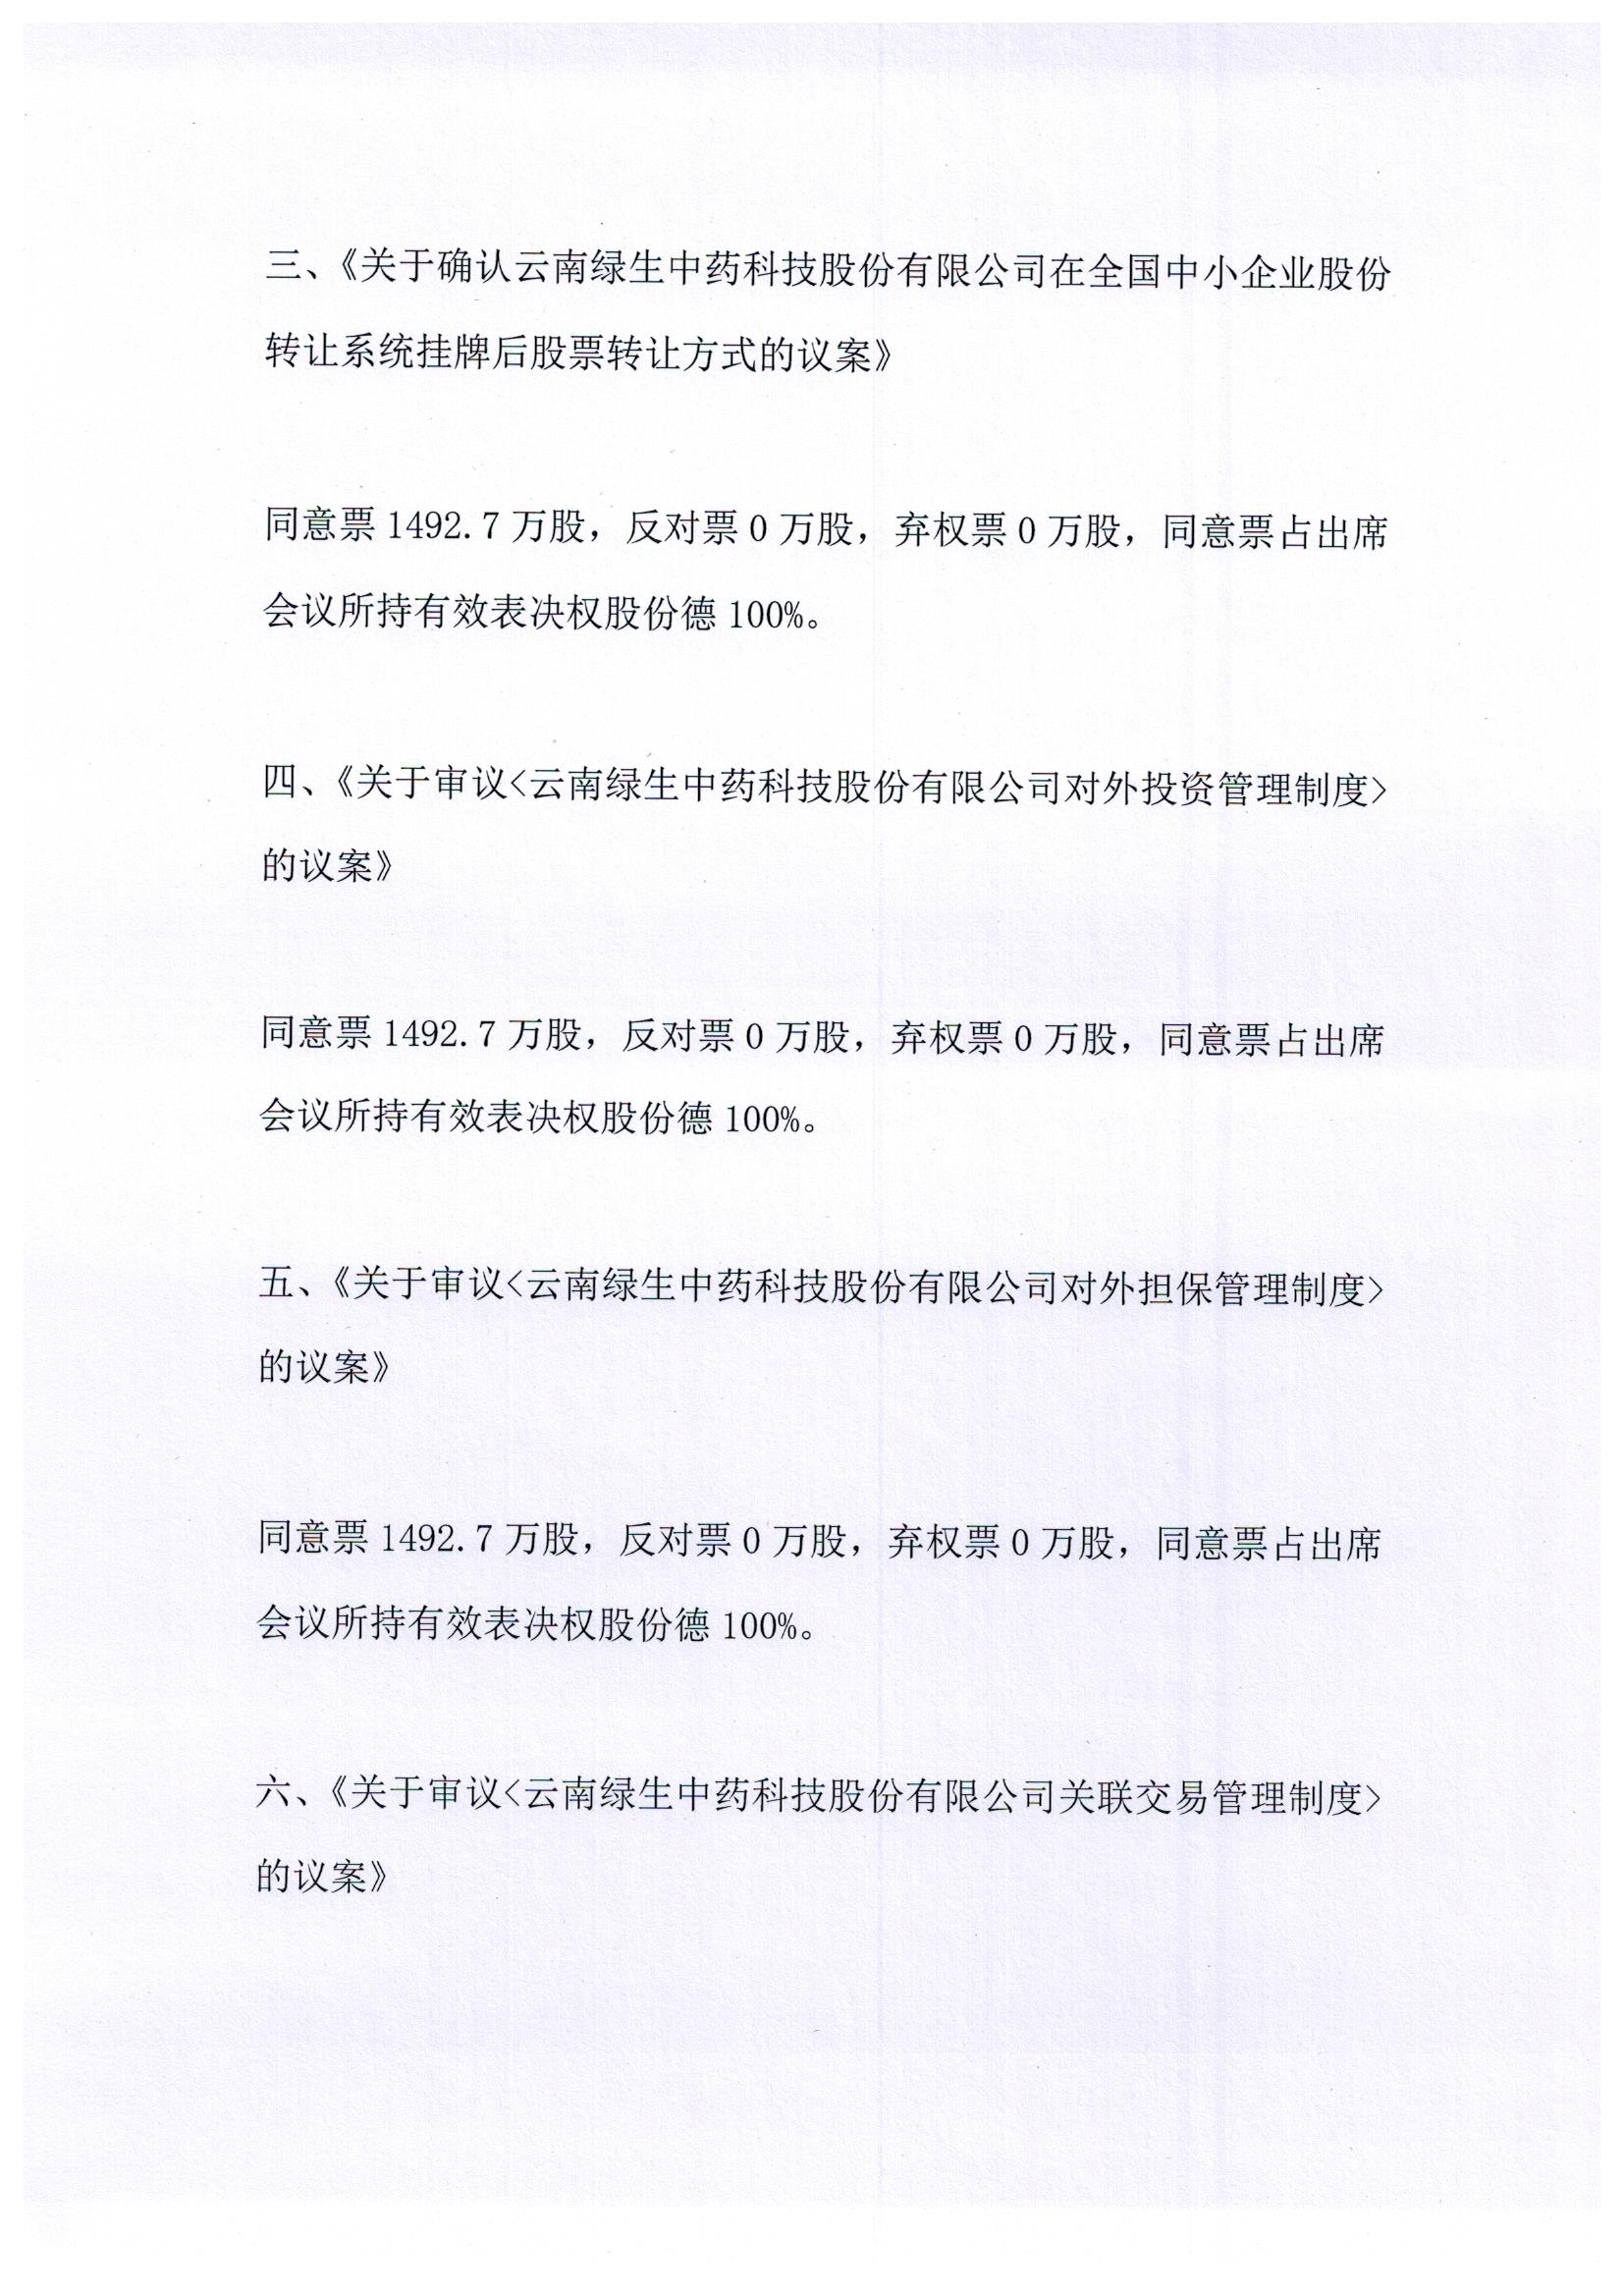 三、《关于确认云南绿生中药科技股份有限公司在全国中小企业股份
转让系统挂牌后股票转让方式的议案》
同意票 1492.7 万股，反对票 0 万股，弃权票 0 万股，同意票占出席
会议所持有效表决权股份德 100%。
四、《关于审议<云南绿生中药科技股份有限公司对外投资管理制度>
的议案》
同意票 1492.7 万股，反对票 0 万股，弃权票 0 万股，同意票占出席
会议所持有效表决权股份德 100%。
五、《关于审议<云南绿生中药科技股份有限公司对外担保管理制度>
的议案》
同意票 1492.7 万股，反对票 0 万股，弃权票 0 万股，同意票占出席
会议所持有效表决权股份德 100%。
六、《关于审议<云南绿生中药科技股份有限公司关联交易管理制度>
的议案》